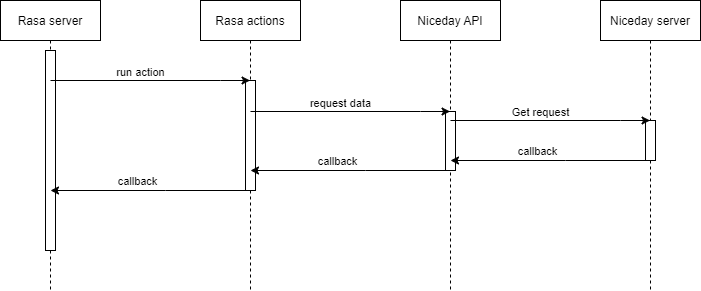 Rasa server
Rasa actions
Niceday API
Niceday server
run action
request data
Get request
callback
callback
callback